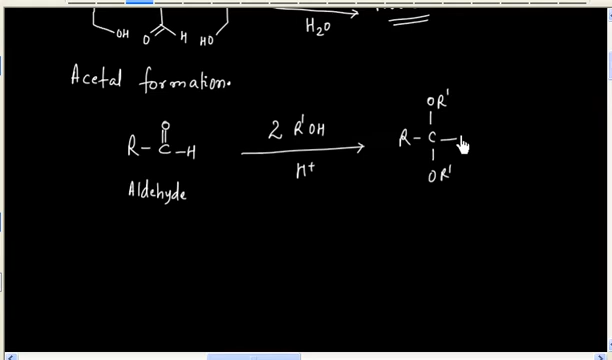 OH O H HO H2O
Acetal formation.
O OR'
R-C-H 2 R'OH R-C-
H+ OR'
Aldehyde